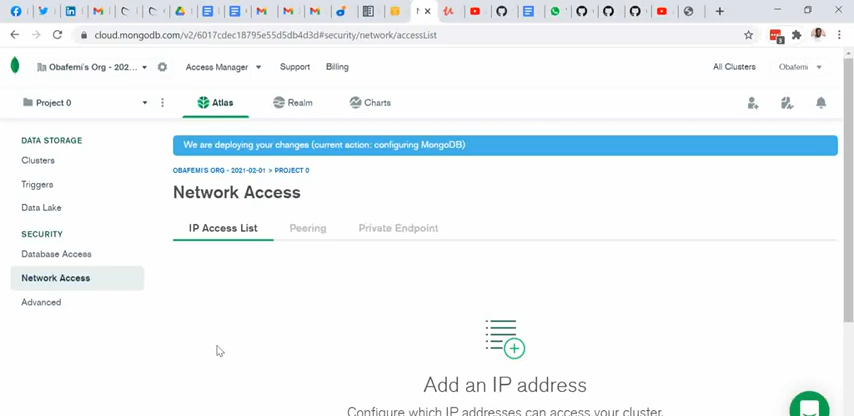 cloud.mongodb.com/v2/6017cdec18795e55d5db4d3d#security/network/accessList
Obafemi's Org - 202... Access Manager Support Billing All Clusters Obafemi
Project 0 Atlas Realm Charts
DATA STORAGE
Clusters
Triggers
Data Lake
SECURITY
Database Access
Network Access
Advanced
We are deploying your changes (current action: configuring MongoDB)
OBAFEMI'S ORG - 2021-02-01 > PROJECT 0
Network Access
IP Access List Peering Private Endpoint
Add an IP address
Configure which IP addresses can access your cluster.